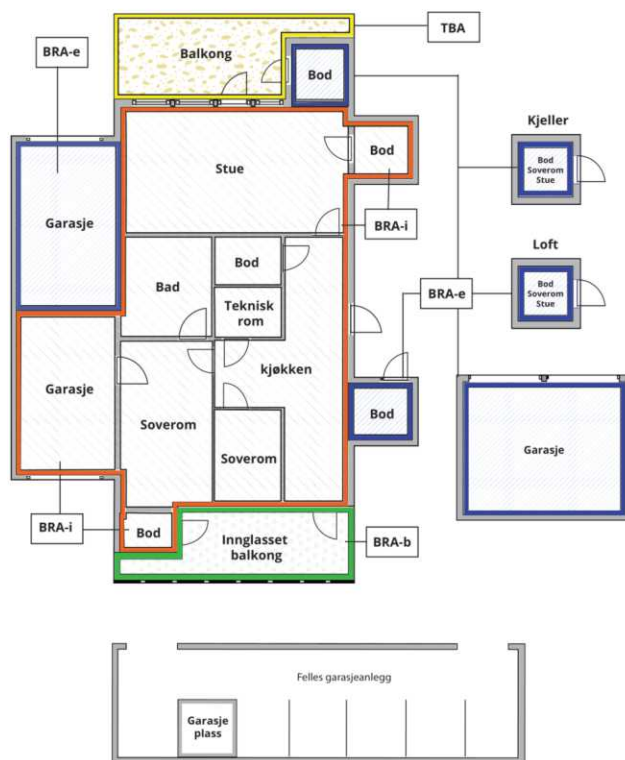 TBA
BRA-e
Balkong
Bod
Kjeller
Bod
Soverom
Stue
Stue
Bod
Garasje
BRA-i
Loft
Bod
Soverom
Stue
Bad
Bod
Teknisk
rom
BRA-e
Garasje
kjøkken
Soverom
Soverom
Bod
Garasje
BRA-i
Bod
Innglasset
balkong
BRA-b
Felles garasjeanlegg
Garasje
plass